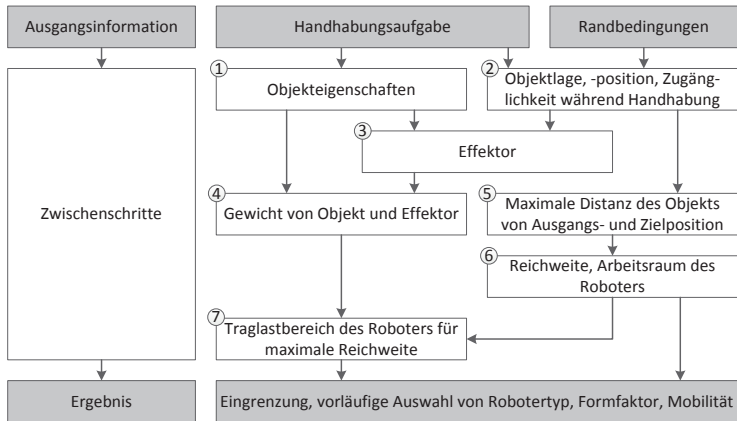 Ausgangsinformation
Handhabungsaufgabe
Randbedingungen
1
Objekteigenschaften
2
Objektlage, -position, Zugäng-
lichkeit während Handhabung
3
Effektor
Zwischenschritte
4
Gewicht von Objekt und Effektor
5
Maximale Distanz des Objekts
von Ausgangs- und Zielposition
6
Reichweite, Arbeitsraum des
Roboters
7
Traglastbereich des Roboters für
maximale Reichweite
Ergebnis
Eingrenzung, vorläufige Auswahl von Robotertyp, Formfaktor, Mobilität